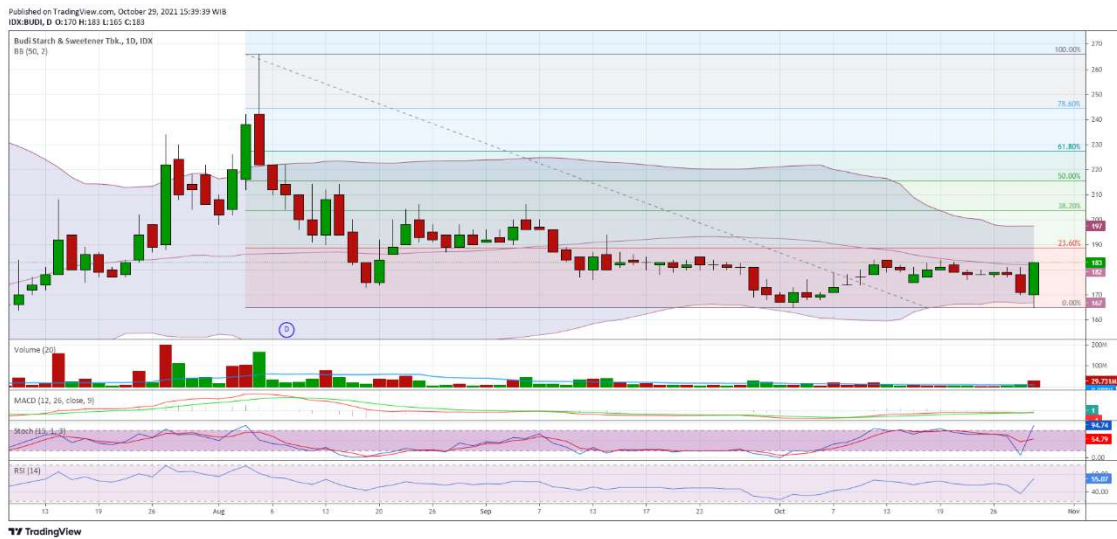 Published on TradingView.com, October 29, 2021 15:39:39 WIB
IDX:BUDI, D O:170 H:183 L:165 C:183
Budi Starch & Sweetener Tbk., 1D, IDX
BB (50, 2)
100.00%
78.60%
61.80%
50.00%
38.20%
23.60%
0.00%
270
260
250
240
230
220
210
200
197
190
183
182
170
167
160
D
Volume (20)
200M
100M
29.731M
MACD (12, 26, close, 9)
1
Stoch (15, 1, 3)
94.74
54.79
0.00
RSI (14)
55.07
40.00
13 19 26 Aug 6 13 20 26 Sep 7 13 17 23 Oct 7 13 19 26 Nov
TradingView